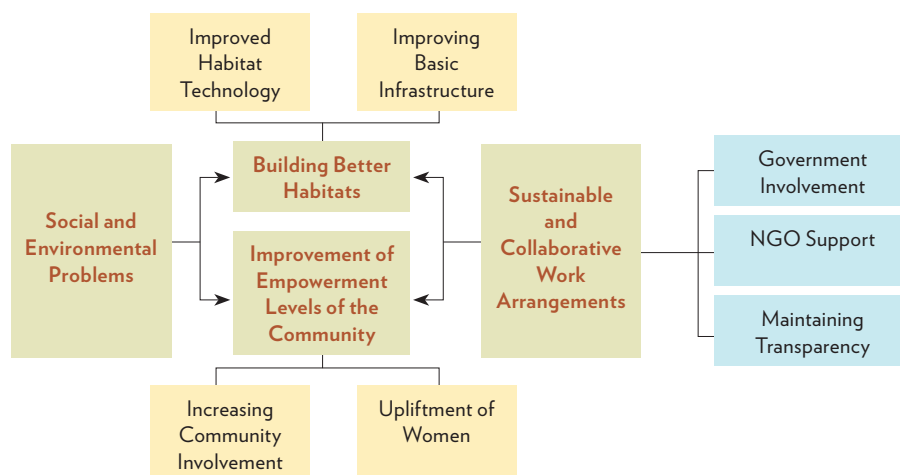 Improved
Habitat
Technology
Improving
Basic
Infrastructure
Social and
Environmental
Problems
Building Better
Habitats
Improvement of
Empowerment
Levels of the
Community
Sustainable
and
Collaborative
Work
Arrangements
Government
Involvement
NGO Support
Maintaining
Transparency
Increasing
Community
Involvement
Upliftment of
Women